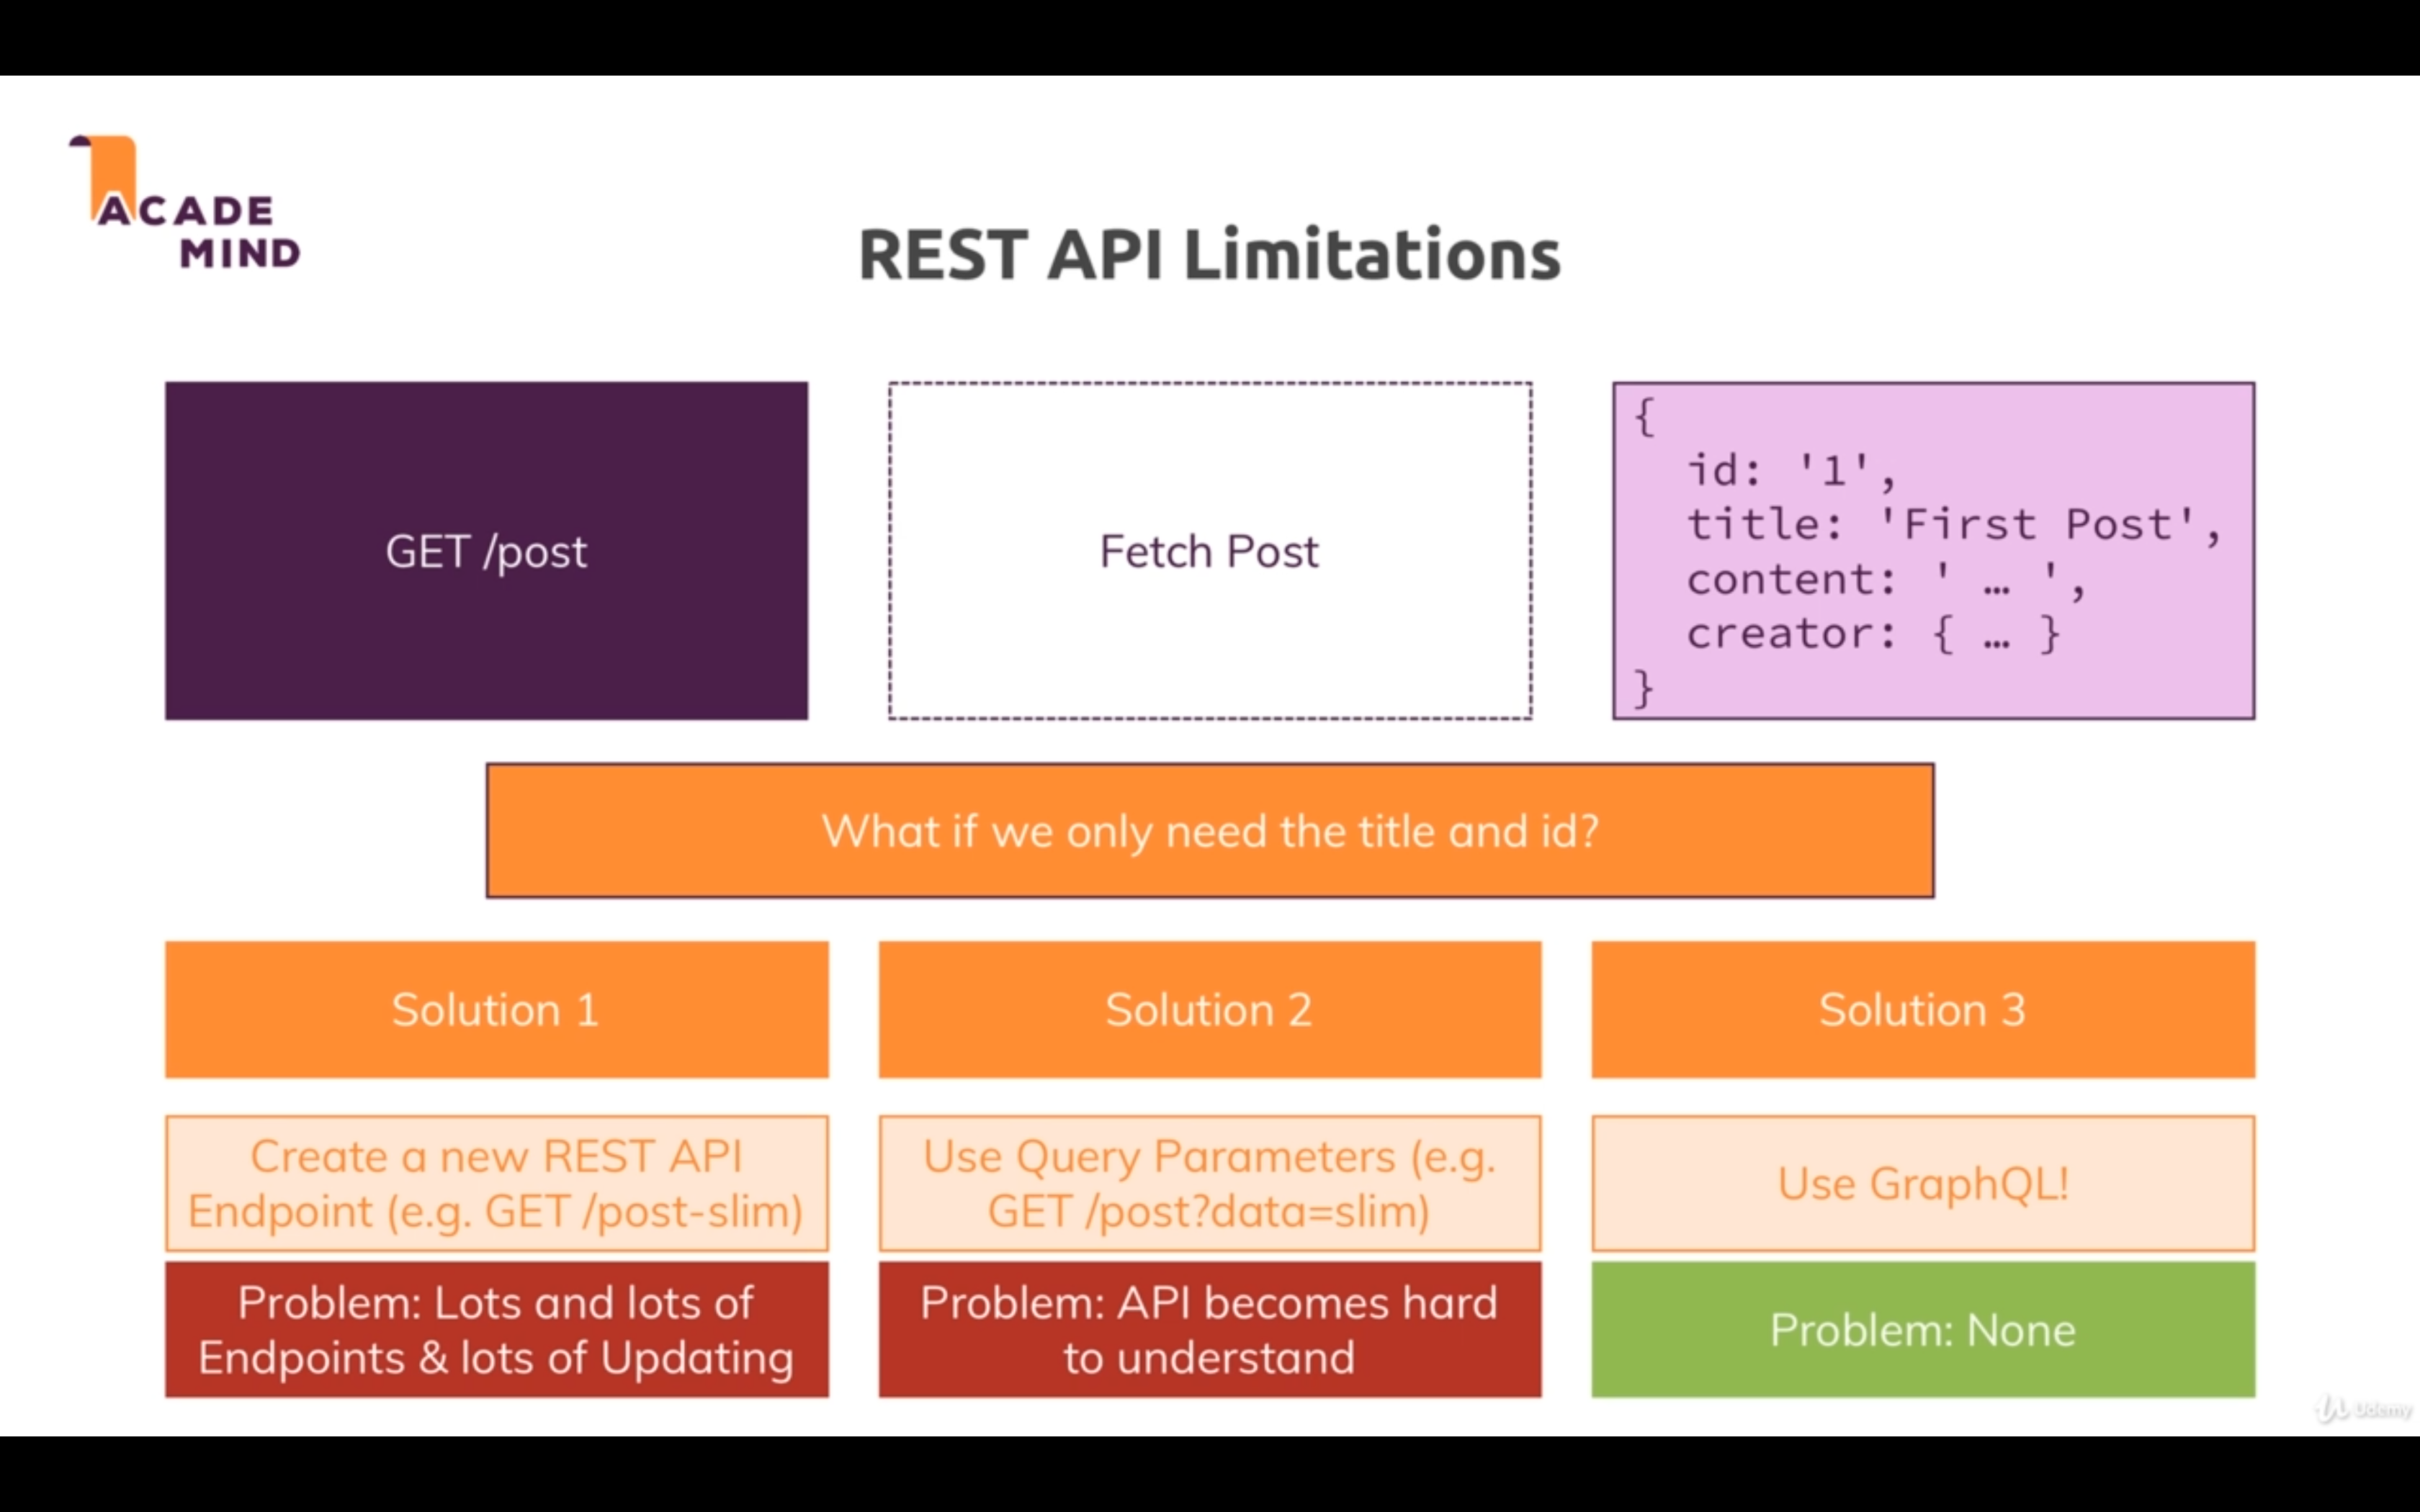 ACADE
MIND
REST API Limitations
GET /post
Fetch Post
{
id: '1',
title: 'First Post',
content: ' … ',
creator: { … }
}
What if we only need the title and id?
Solution 1
Solution 2
Solution 3
Create a new REST API
Endpoint (e.g. GET /post-slim)
Use Query Parameters (e.g.
GET /post?data=slim)
Use GraphQL!
Problem: Lots and lots of
Endpoints & lots of Updating
Problem: API becomes hard
to understand
Problem: None
Udemy